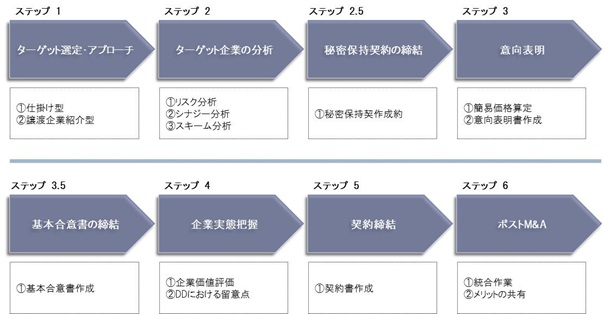 ステップ 1
ターゲット選定・アプローチ
①仕掛け型
②譲渡企業紹介型
ステップ 2
ターゲット企業の分析
①リスク分析
②シナジー分析
③スキーム分析
ステップ 2.5
秘密保持契約の締結
①秘密保持契作成約
ステップ 3
意向表明
①簡易価格算定
②意向表明書作成
ステップ 3.5
基本合意書の締結
①基本合意書作成
ステップ 4
企業実態把握
①企業価値評価
②DDにおける留意点
ステップ 5
契約締結
①契約書作成
ステップ 6
ポストM&A
①統合作業
②メリットの共有